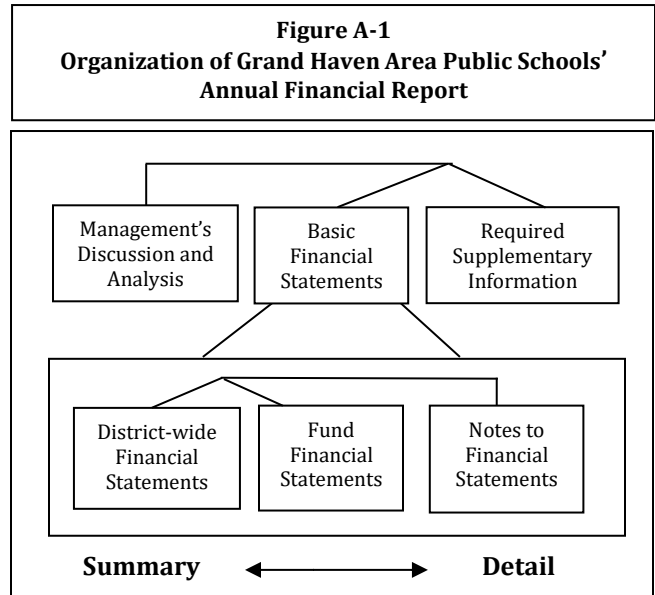 Figure A-1
Organization of Grand Haven Area Public Schools’
Annual Financial Report
Management’s
Discussion and
Analysis
Basic
Financial
Statements
Required
Supplementary
Information
District-wide
Financial
Statements
Fund
Financial
Statements
Notes to
Financial
Statements
Summary
Detail